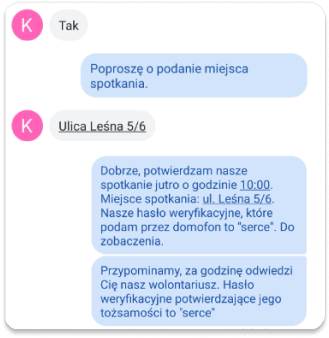 K
Tak
Poproszę o podanie miejsca
spotkania.
K
Ulica Leśna 5/6
Dobrze, potwierdzam nasze
spotkanie jutro o godzinie 10:00.
Miejsce spotkania: ul. Leśna 5/6.
Nasze hasło weryfikacyjne, które
podam przez domofon to "serce". Do
zobaczenia.
Przypominamy, za godzinę odwiedzi
Cię nasz wolontariusz. Hasło
weryfikacyjne potwierdzające jego
tożsamości to "serce"